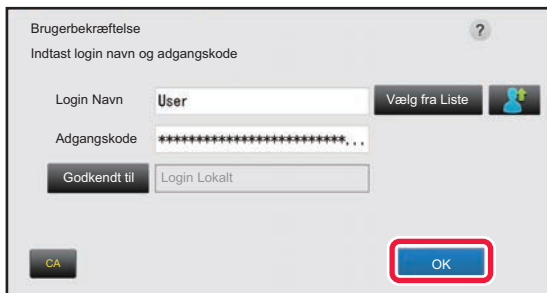 Brugerbekræftelse ?
Indtast login navn og adgangskode
Login Navn User Vælg fra Liste
Adgangskode **************************...
Godkendt til Login Lokalt
CA OK